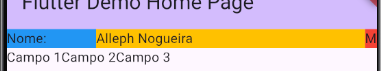 Flutter Demo Home Page
Nome: Alleph Nogueira M
Campo 1Campo 2Campo 3